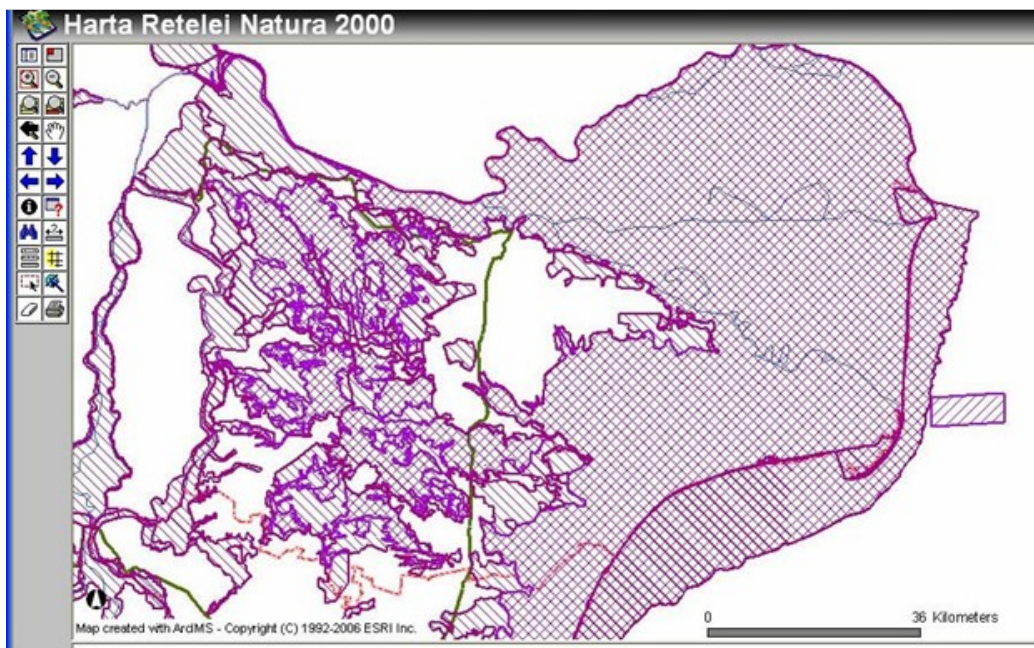 Harta Retelei Natura 2000
Map created with ArcIMS - Copyright (C) 1992-2006 ESRI Inc.
0 36 Kilometers